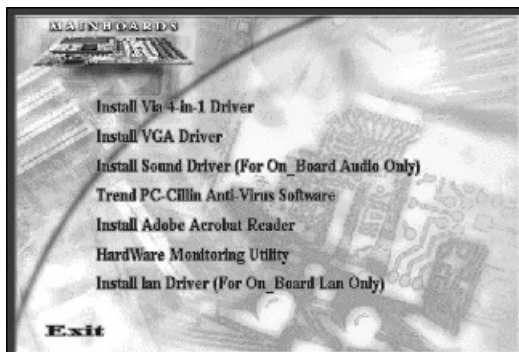 MAINBOARDS
Install Via 4-in-1 Driver
Install VGA Driver
Install Sound Driver (For On_Board Audio Only)
Trend PC-Cillin Anti-Virus Software
Install Adobe Acrobat Reader
HardWare Monitoring Utility
Install lan Driver (For On_Board Lan Only)
Exit